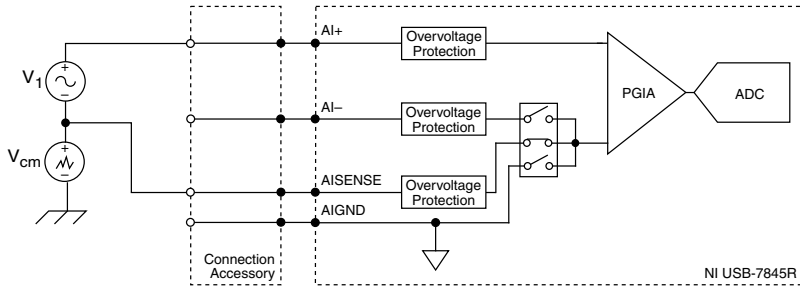 AI+
Overvoltage
Protection
+
V1
–
PGIA
ADC
AI–
Overvoltage
Protection
+
Vcm
–
AISENSE
Overvoltage
Protection
AIGND
Connection
Accessory
NI USB-7845R